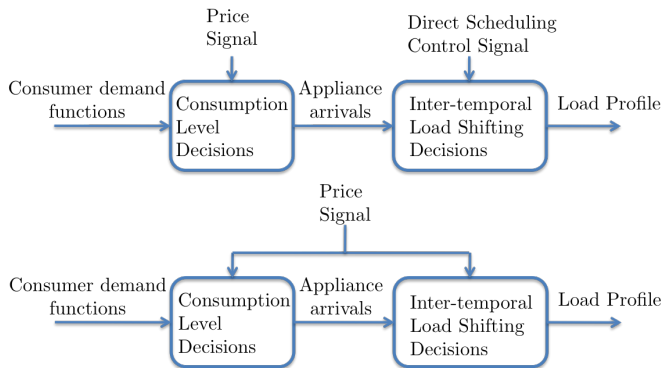 Price
Signal
Direct Scheduling
Control Signal
Consumer demand
functions
Consumption
Level
Decisions
Appliance
arrivals
Inter-temporal
Load Shifting
Decisions
Load Profile
Price
Signal
Consumer demand
functions
Consumption
Level
Decisions
Appliance
arrivals
Inter-temporal
Load Shifting
Decisions
Load Profile